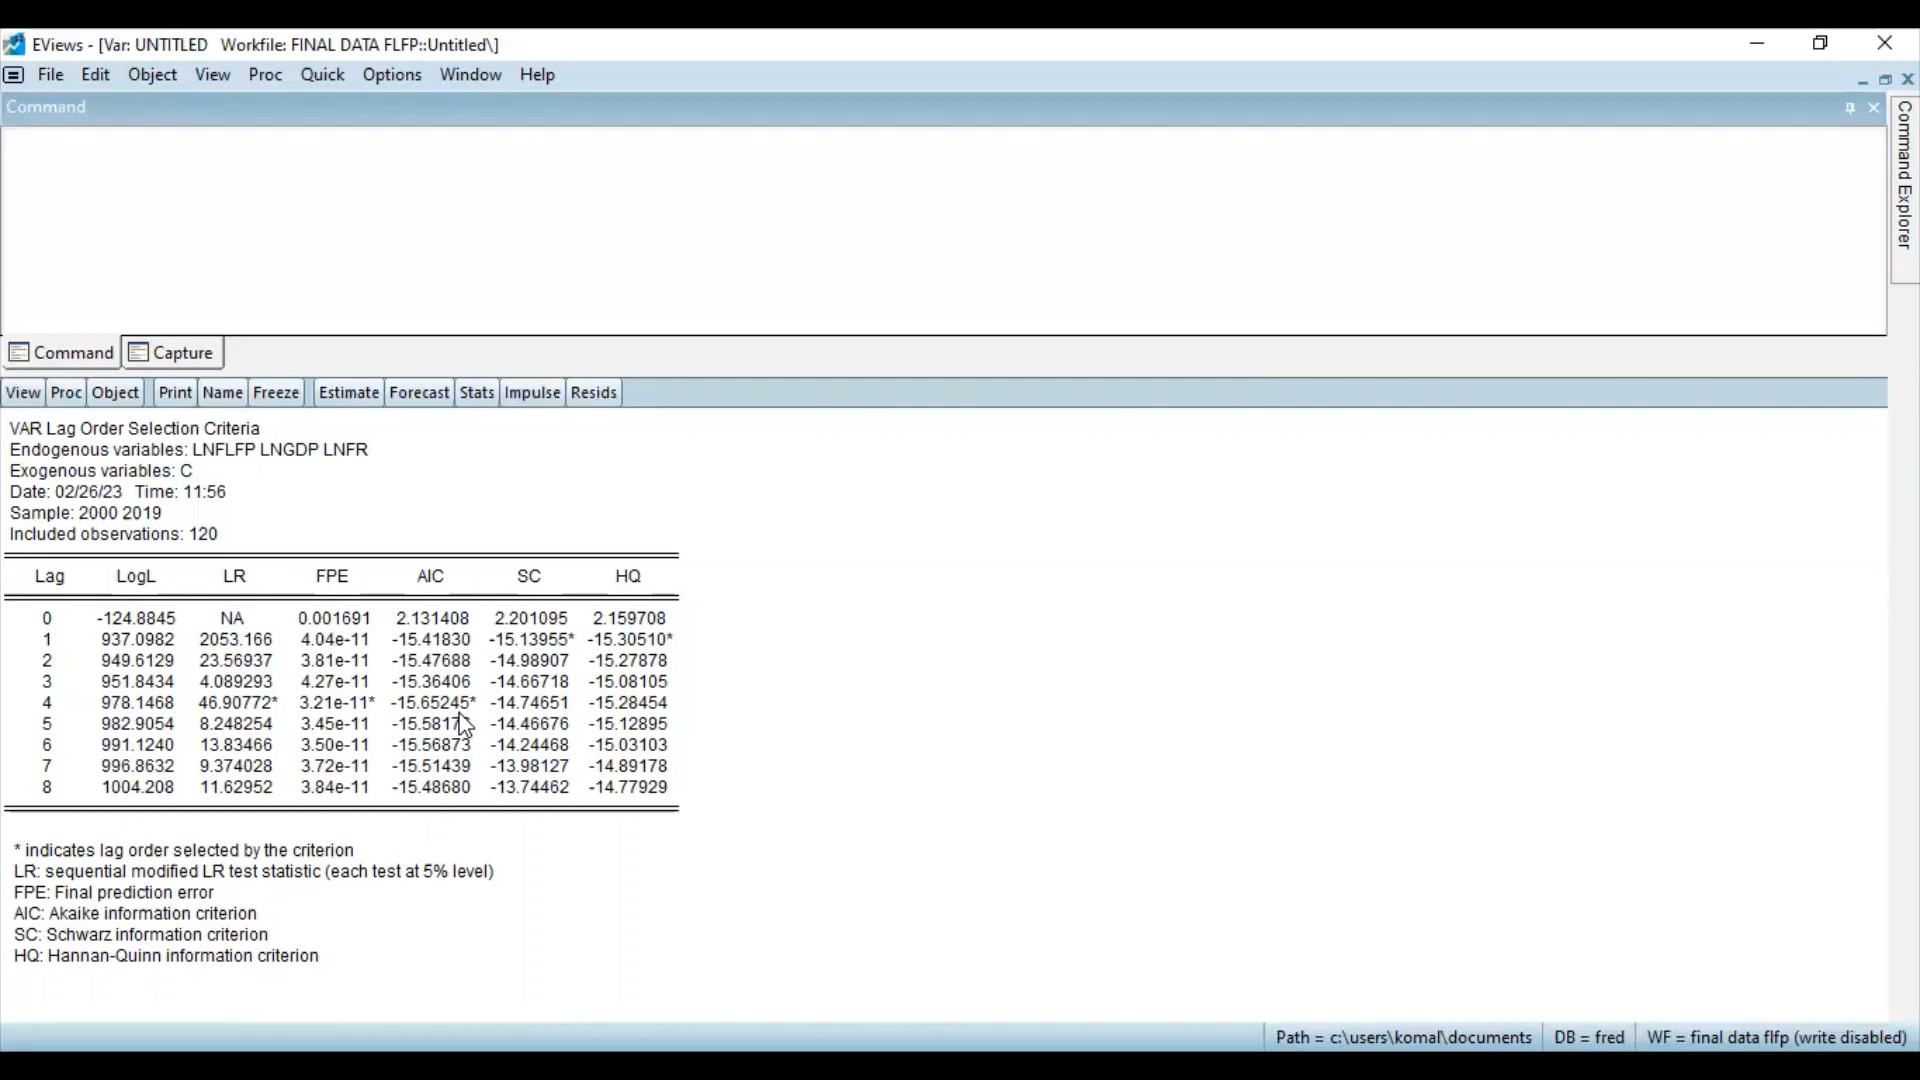 EViews - [Var: UNTITLED Workfile: FINAL DATA FLFP::Untitled\]
File Edit Object View Proc Quick Options Window Help
Command
Command Explorer
Command Capture
View Proc Object Print Name Freeze Estimate Forecast Stats Impulse Resids
VAR Lag Order Selection Criteria
Endogenous variables: LNFLFP LNGDP LNFR
Exogenous variables: C
Date: 02/26/23 Time: 11:56
Sample: 2000 2019
Included observations: 120
Lag LogL LR FPE AIC SC HQ
0 -124.8845 NA 0.001691 2.131408 2.201095 2.159708
1 937.0982 2053.166 4.04e-11 -15.41830 -15.13955* -15.30510*
2 949.6129 23.56937 3.81e-11 -15.47688 -14.98907 -15.27878
3 951.8434 4.089293 4.27e-11 -15.36406 -14.66718 -15.08105
4 978.1468 46.90772* 3.21e-11* -15.65245* -14.74651 -15.28454
5 982.9054 8.248254 3.45e-11 -14.46676 -15.12895
6 991.1240 13.83466 3.50e-11 -15.56873 -14.24468 -15.03103
7 996.8632 9.374028 3.72e-11 -15.51439 -13.98127 -14.89178
8 1004.208 11.62952 3.84e-11 -15.48680 -13.74462 -14.77929
* indicates lag order selected by the criterion
LR: sequential modified LR test statistic (each test at 5% level)
FPE: Final prediction error
AIC: Akaike information criterion
SC: Schwarz information criterion
HQ: Hannan-Quinn information criterion
Path = c:\users\komal\documents DB = fred WF = final data flfp (write disabled)